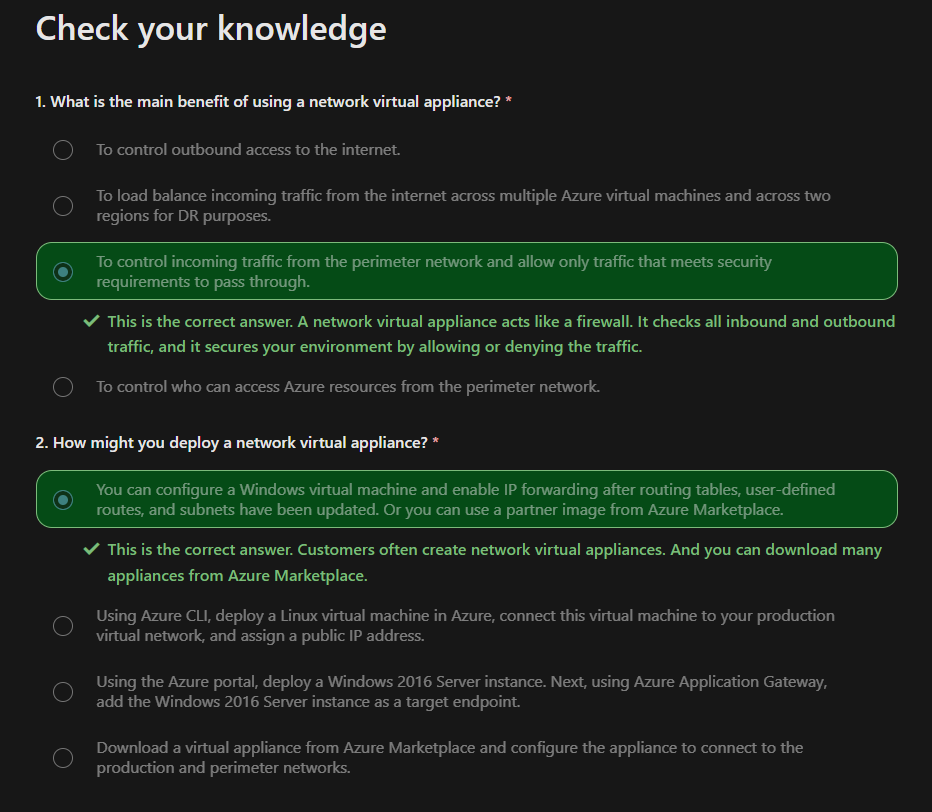 Check your knowledge
1. What is the main benefit of using a network virtual appliance? *
To control outbound access to the internet.
To load balance incoming traffic from the internet across multiple Azure virtual machines and across two
regions for DR purposes.
To control incoming traffic from the perimeter network and allow only traffic that meets security
requirements to pass through.
This is the correct answer. A network virtual appliance acts like a firewall. It checks all inbound and outbound
traffic, and it secures your environment by allowing or denying the traffic.
To control who can access Azure resources from the perimeter network.
2. How might you deploy a network virtual appliance? *
You can configure a Windows virtual machine and enable IP forwarding after routing tables, user-defined
routes, and subnets have been updated. Or you can use a partner image from Azure Marketplace.
This is the correct answer. Customers often create network virtual appliances. And you can download many
appliances from Azure Marketplace.
Using Azure CLI, deploy a Linux virtual machine in Azure, connect this virtual machine to your production
virtual network, and assign a public IP address.
Using the Azure portal, deploy a Windows 2016 Server instance. Next, using Azure Application Gateway,
add the Windows 2016 Server instance as a target endpoint.
Download a virtual appliance from Azure Marketplace and configure the appliance to connect to the
production and perimeter networks.